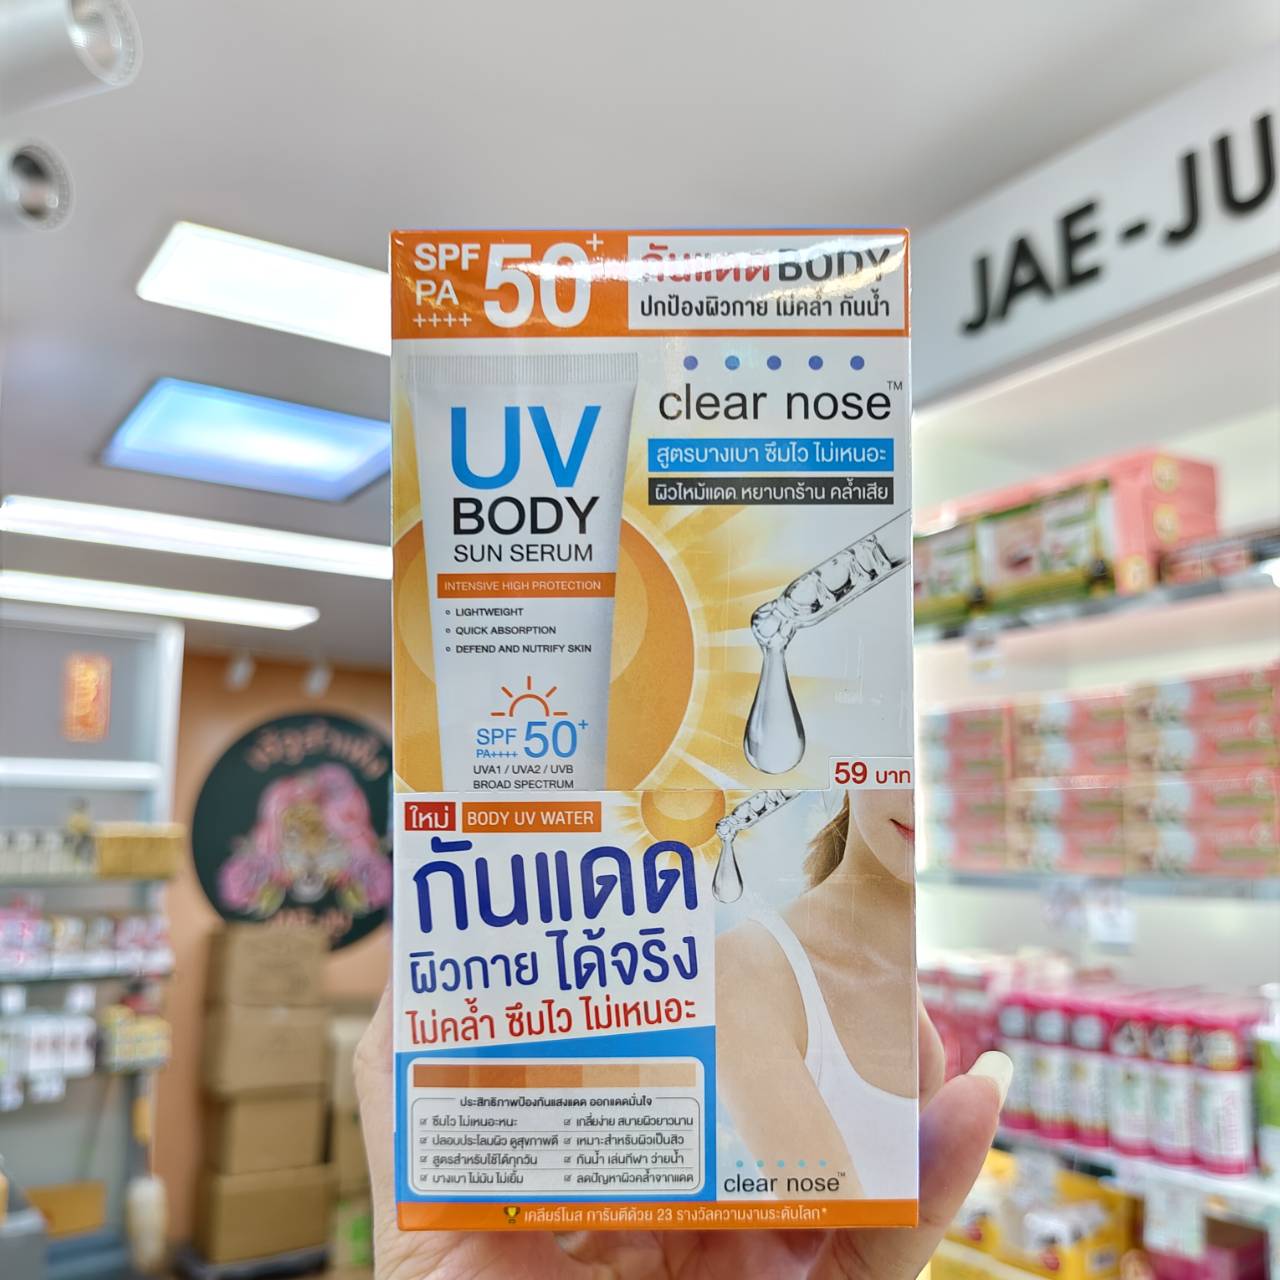 JAE-JU
SPF 50+
PA ++++
กันแดด BODY
ปกป้องผิวกาย ไม่คล้ำ กันน้ำ
clear nose™
สูตรบางเบา ซึมไว ไม่เหนอะ
ผิวไหม้แดด หยาบกร้าน คล้ำเสีย
UV
BODY
SUN SERUM
INTENSIVE HIGH PROTECTION
LIGHTWEIGHT
QUICK ABSORPTION
DEFEND AND NUTRIFY SKIN
SPF 50+
PA++++
UVA1 / UVA2 / UVB
BROAD SPECTRUM
59 บาท
ใหม่ BODY UV WATER
กันแดด
ผิวกาย ได้จริง
ไม่คล้ำ ซึมไว ไม่เหนอะ
ประสิทธิภาพป้องกันแสงแดด ออกแดดมั่นใจ
ซึมไว ไม่เหนอะหนะ
เกลี่ยง่าย สบายผิวยาวนาน
ปลอบประโลมผิว ดูสุขภาพดี
เหมาะสำหรับผิวเป็นสิว
สูตรสำหรับใช้ได้ทุกวัน
กันน้ำ เล่นกีฬา ว่ายน้ำ
บางเบา ไม่มัน ไม่เยิ้ม
ลดปัญหาผิวคล้ำจากแดด
clear nose™
เคลียร์โนส การันตีด้วย 23 รางวัลความงามระดับโลก*